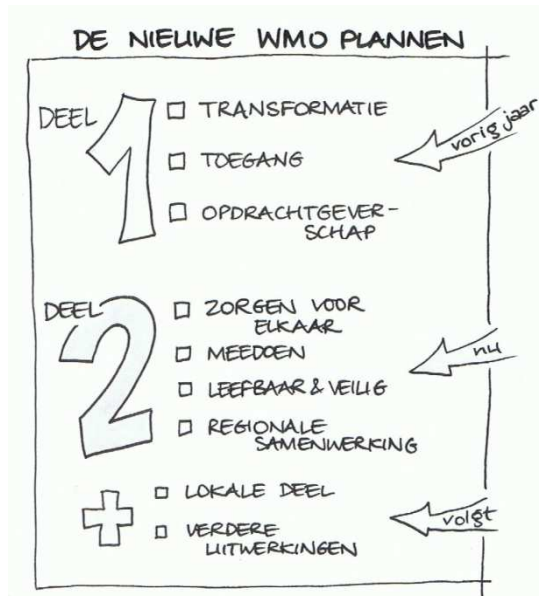 DE NIEUWE WMO PLANNEN
DEEL 1
TRANSFORMATIE
TOEGANG
OPDRACHTGEVER-
SCHAP
vorig jaar
DEEL 2
ZORGEN VOOR
ELKAAR
MEEDOEN
LEEFBAAR & VEILIG
REGIONALE
SAMENWERKING
nu
+
LOKALE DEEL
VERDERE
UITWERKINGEN
volgt